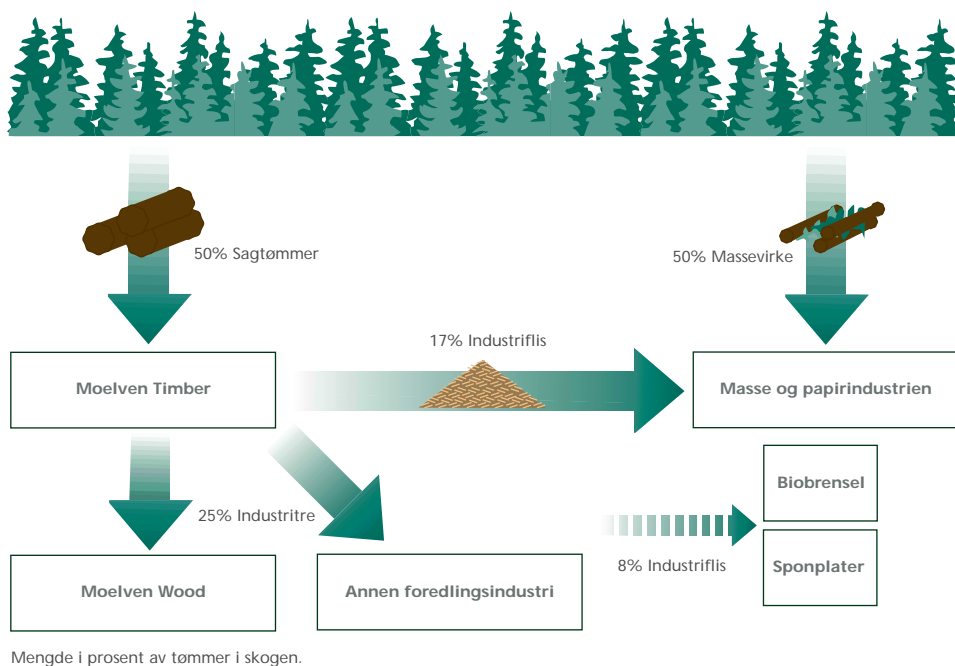 50% Sagtømmer
50% Massevirke
17% Industriflis
Moelven Timber
Masse og papirindustrien
Biobrensel
25% Industritre
8% Industriflis
Sponplater
Moelven Wood
Annen foredlingsindustri
Mengde i prosent av tømmer i skogen.